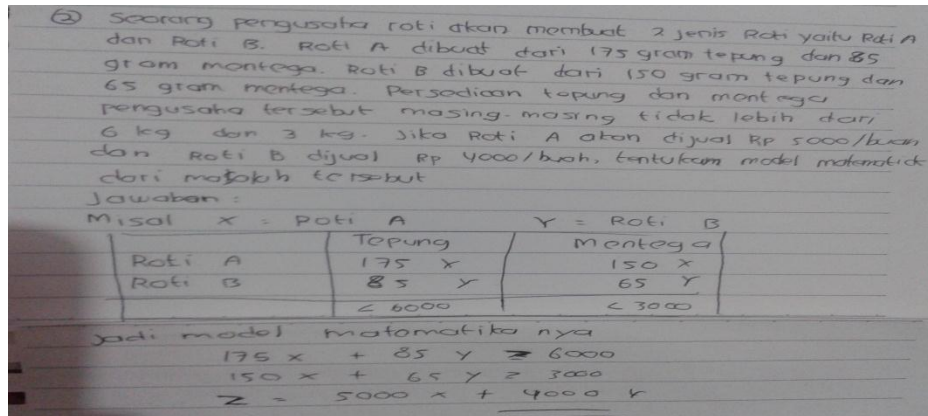 ② Seorang pengusaha roti akan membuat 2 jenis Roti yaitu Roti A
dan Roti B. Roti A dibuat dari 175 gram tepung dan 85
gram mentega. Roti B dibuat dari 150 gram tepung dan
65 gram mentega. Persediaan tepung dan mentega
pengusaha tersebut masing-masing tidak lebih dari
6 kg dan 3 kg. Jika Roti A akan dijual Rp 5000/buah
dan Roti B dijual Rp 4000/buah, tentukan model matematick
dari masalah tersebut
Jawaban :
Misal X = Roti A Y = Roti B
Tepung Mentega
Roti A 175 X 150 X
Roti B 85 Y 65 Y
< 6000 < 3000
Jadi model matematika nya
175 x + 85 y ≥ 6000
150 x + 65 y ≥ 3000
Z = 5000 x + 4000 Y